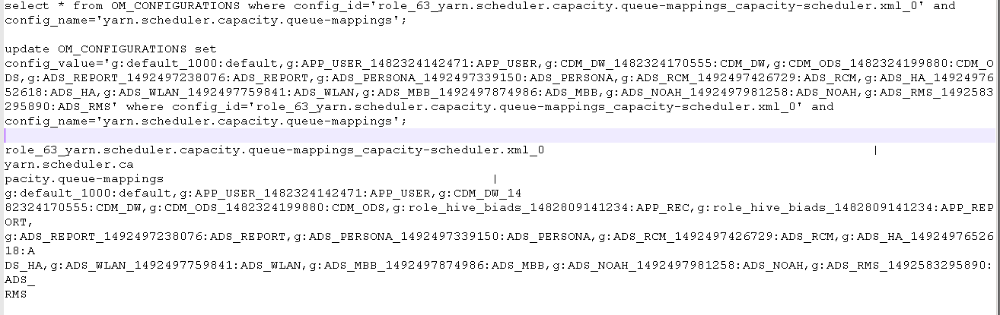 select * from OM_CONFIGURATIONS where config_id='role_63_yarn.scheduler.capacity.queue-mappings_capacity-scheduler.xml_0' and
config_name='yarn.scheduler.capacity.queue-mappings';
update OM_CONFIGURATIONS set
config_value='g:default_1000:default,g:APP_USER_1482324142471:APP_USER,g:CDM_DW_1482324170555:CDM_DW,g:CDM_ODS_1482324199880:CDM_O
DS,g:ADS_REPORT_1492497238076:ADS_REPORT,g:ADS_PERSONA_1492497339150:ADS_PERSONA,g:ADS_RCM_1492497426729:ADS_RCM,g:ADS_HA_1492497
652618:ADS_HA,g:ADS_WLAN_1492497759841:ADS_WLAN,g:ADS_MBB_1492497874986:ADS_MBB,g:ADS_NOAH_1492497981258:ADS_NOAH,g:ADS_RMS_1492583
295890:ADS_RMS' where config_id='role_63_yarn.scheduler.capacity.queue-mappings_capacity-scheduler.xml_0' and
config_name='yarn.scheduler.capacity.queue-mappings';
role_63_yarn.scheduler.capacity.queue-mappings_capacity-scheduler.xml_0 |
yarn.scheduler.ca
pacity.queue-mappings |
g:default_1000:default,g:APP_USER_1482324142471:APP_USER,g:CDM_DW_14
82324170555:CDM_DW,g:CDM_ODS_1482324199880:CDM_ODS,g:role_hive_biads_1482809141234:APP_REC,g:role_hive_biads_1482809141234:APP_REP
ORT,
g:ADS_REPORT_1492497238076:ADS_REPORT,g:ADS_PERSONA_1492497339150:ADS_PERSONA,g:ADS_RCM_1492497426729:ADS_RCM,g:ADS_HA_14924976526
18:A
DS_HA,g:ADS_WLAN_1492497759841:ADS_WLAN,g:ADS_MBB_1492497874986:ADS_MBB,g:ADS_NOAH_1492497981258:ADS_NOAH,g:ADS_RMS_1492583295890:
ADS_
RMS